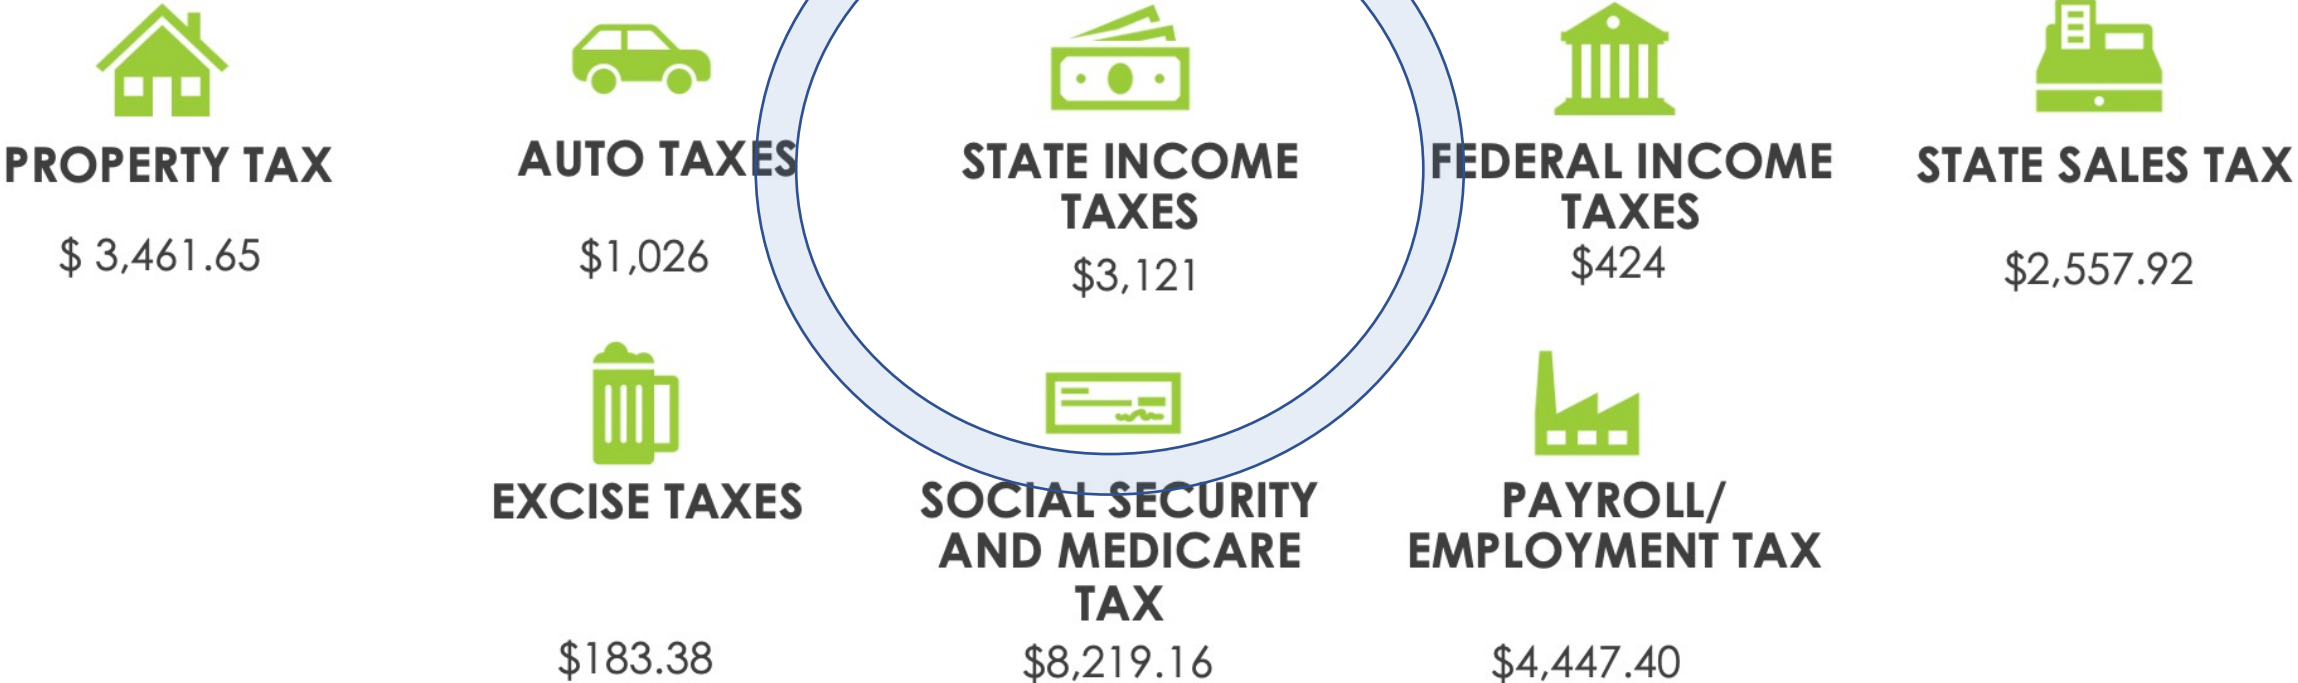 PROPERTY TAX
$ 3,461.65
AUTO TAXES
$1,026
STATE INCOME
TAXES
$3,121
FEDERAL INCOME
TAXES
$424
STATE SALES TAX
$2,557.92
EXCISE TAXES
$183.38
SOCIAL SECURITY
AND MEDICARE
TAX
$8,219.16
PAYROLL/
EMPLOYMENT TAX
$4,447.40